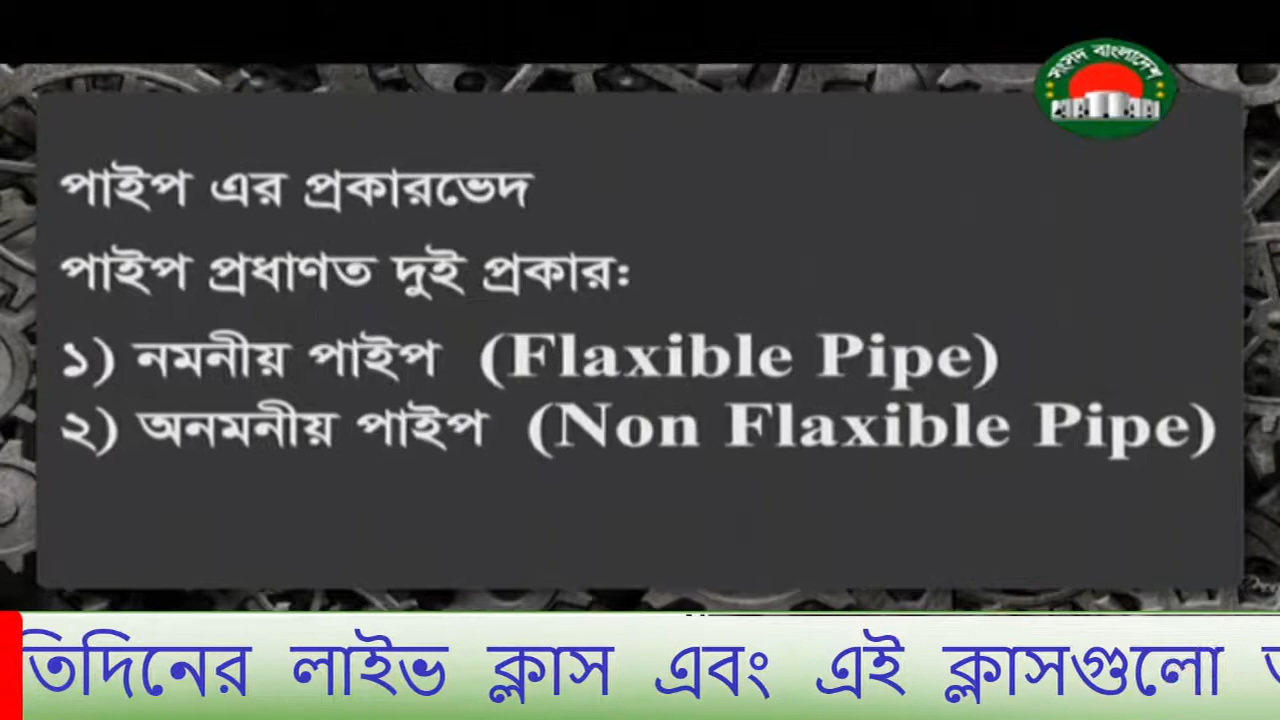 সংসদ বাংলাদেশ
পাইপ এর প্রকারভেদ
পাইপ প্রধাণত দুই প্রকার:
১) নমনীয় পাইপ (Flaxible Pipe)
২) অনমনীয় পাইপ (Non Flaxible Pipe)
তিদিনের লাইভ ক্লাস এবং এই ক্লাসগুলো